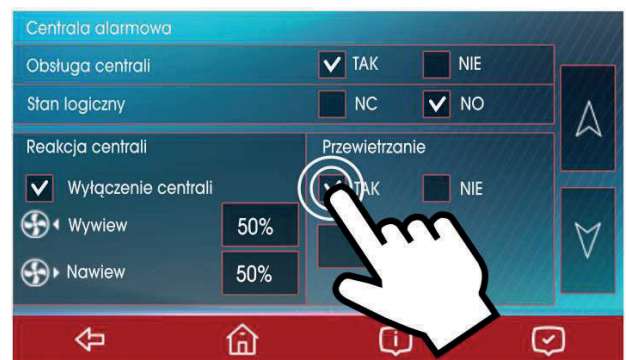 Centrala alarmowa
Obsługa centrali TAK NIE
Stan logiczny NC NO
Reakcja centrali Przewietrzanie
Wyłączenie centrali TAK NIE
Wywiew 50%
Nawiew 50%